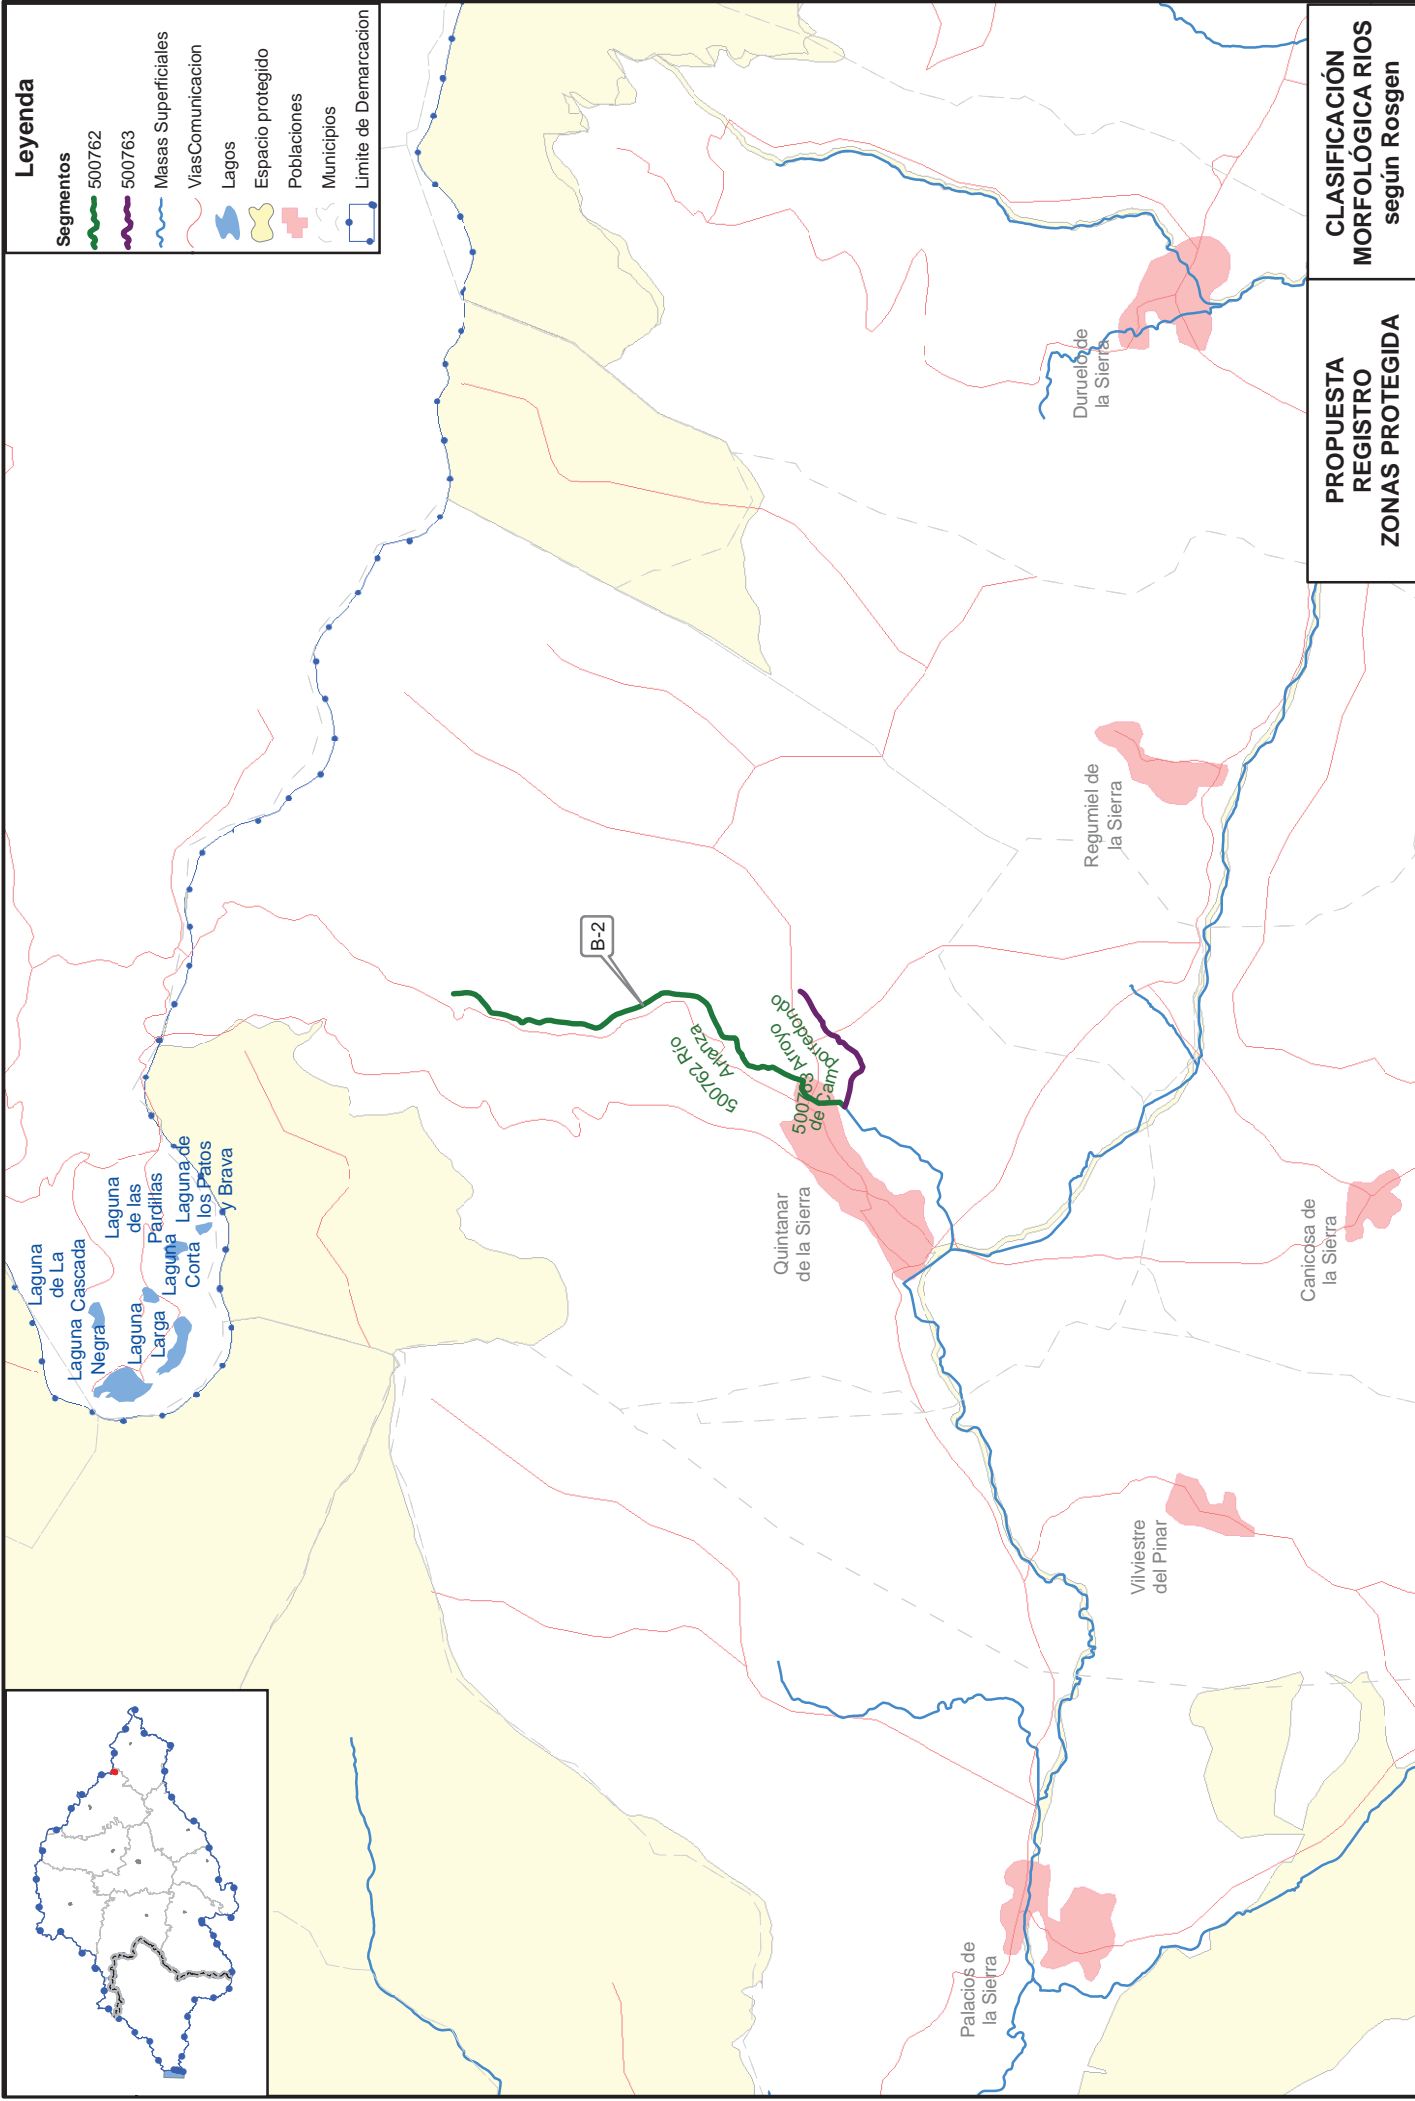 Leyenda
Segmentos
500762
500763
Masas Superficiales
ViasComunicacion
Lagos
Espacio protegido
Poblaciones
Municipios
Limite de Demarcacion
Laguna
de La
Cascada
Laguna
Negra
Laguna
de las
Pardillas
Laguna
Larga
Laguna
Corta
Laguna de
los Patos
y Brava
B-2
500762 Río
Arlanza
500763 Arroyo
de Camporredondo
Quintanar
de la Sierra
Duruelo de
la Sierra
Regumiel de
la Sierra
Canicosa de
la Sierra
Vilviestre
del Pinar
Palacios de
la Sierra
PROPUESTA
REGISTRO
ZONAS PROTEGIDA
CLASIFICACIÓN
MORFOLÓGICA RIOS
según Rosgen